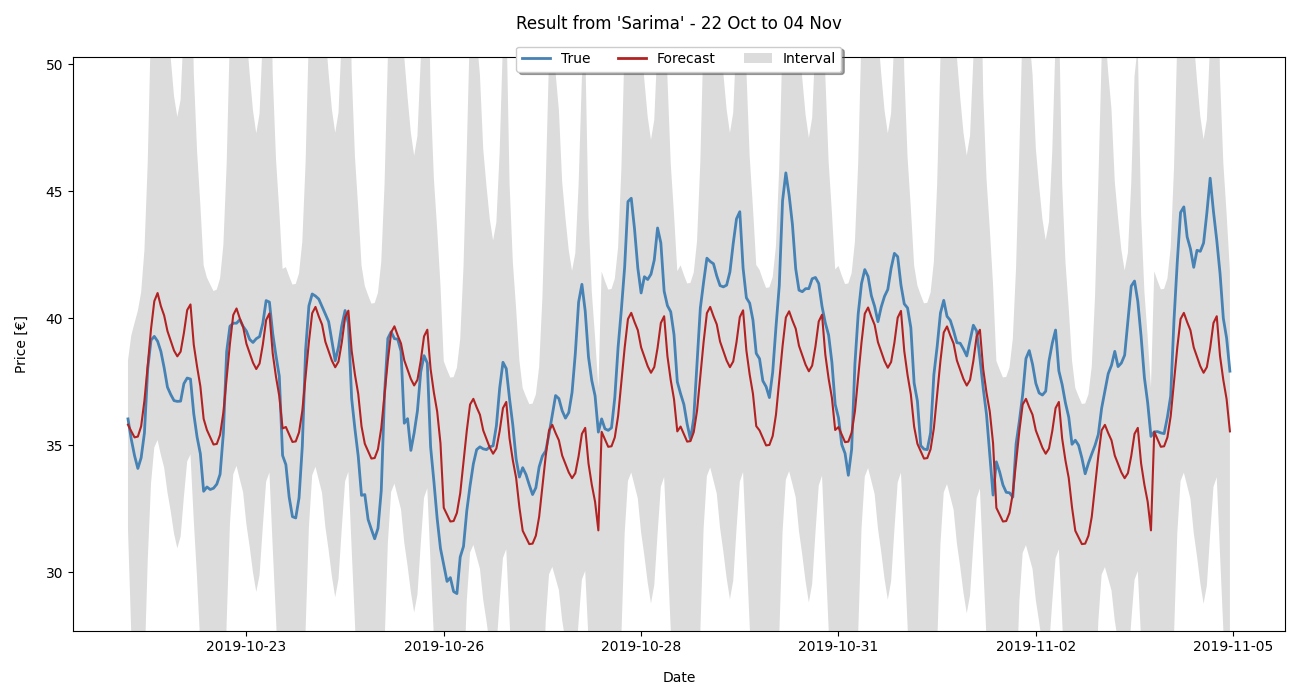 Result from 'Sarima' - 22 Oct to 04 Nov
True Forecast Interval
50
45
40
35
30
Price [€]
2019-10-23 2019-10-26 2019-10-28 2019-10-31 2019-11-02 2019-11-05
Date